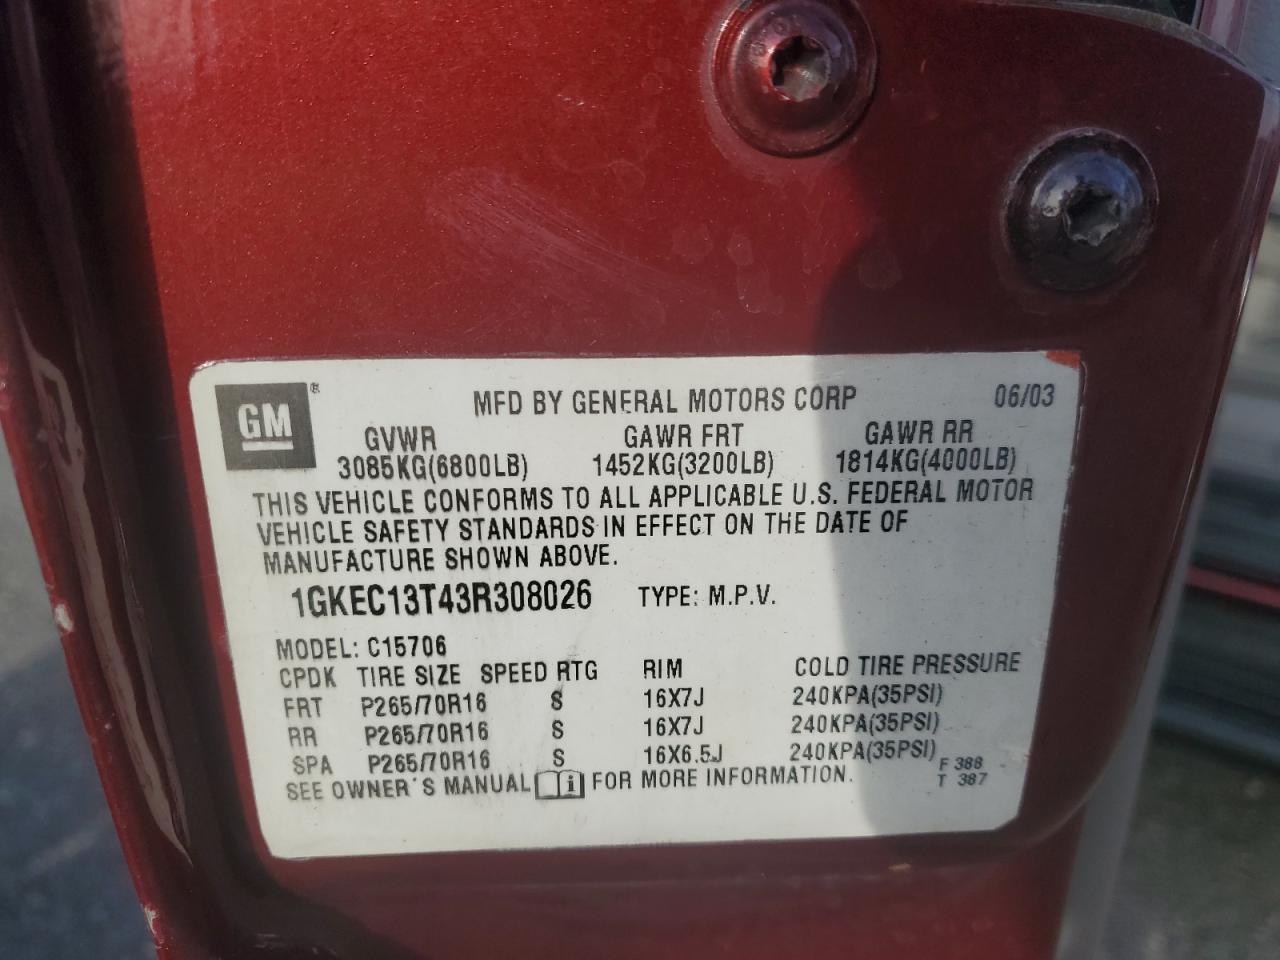 GM ® MFD BY GENERAL MOTORS CORP 06/03
GVWR GAWR FRT GAWR RR
3085KG(6800LB) 1452KG(3200LB) 1814KG(4000LB)
THIS VEHICLE CONFORMS TO ALL APPLICABLE U.S. FEDERAL MOTOR
VEHICLE SAFETY STANDARDS IN EFFECT ON THE DATE OF
MANUFACTURE SHOWN ABOVE.
1GKEC13T43R308026 TYPE: M.P.V.
MODEL: C15706
CPDK TIRE SIZE SPEED RTG RIM COLD TIRE PRESSURE
FRT P265/70R16 S 16X7J 240KPA(35PSI)
RR P265/70R16 S 16X7J 240KPA(35PSI)
SPA P265/70R16 S 16X6.5J 240KPA(35PSI) F 388
SEE OWNER'S MANUAL i FOR MORE INFORMATION. T 387